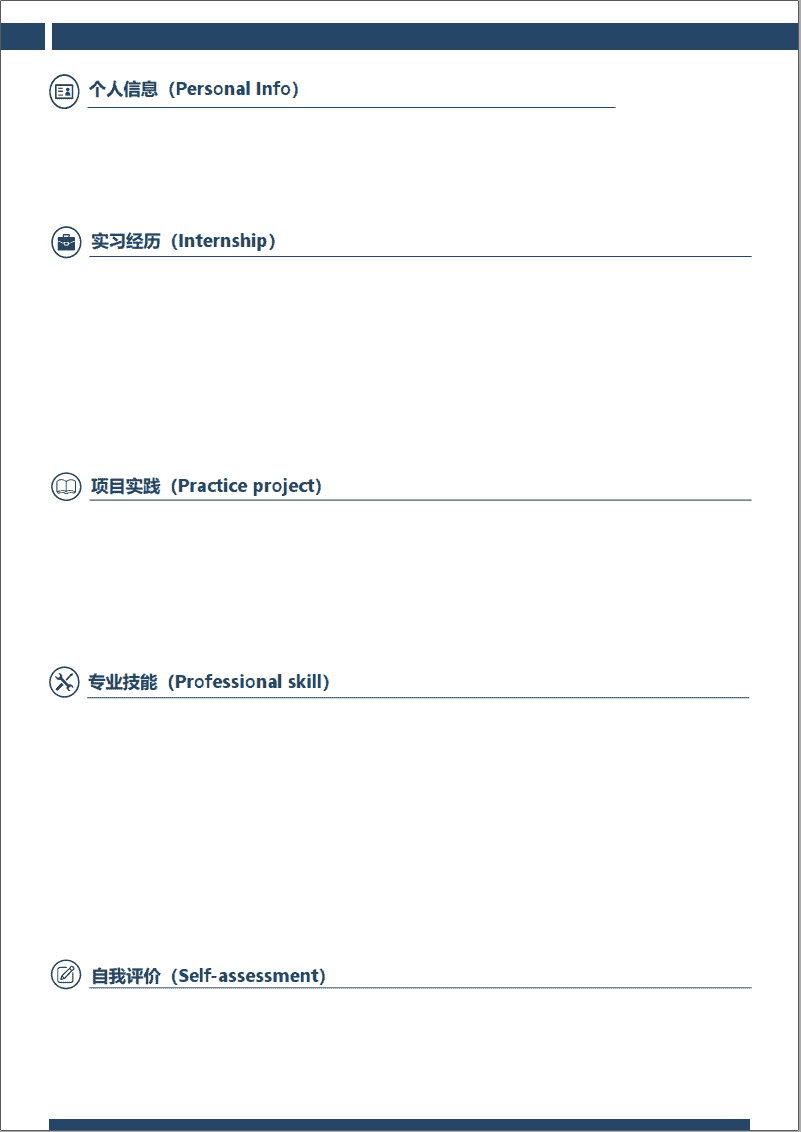 个人信息（Personal Info）
实习经历（Internship）
项目实践（Practice project）
专业技能（Professional skill）
自我评价（Self-assessment）